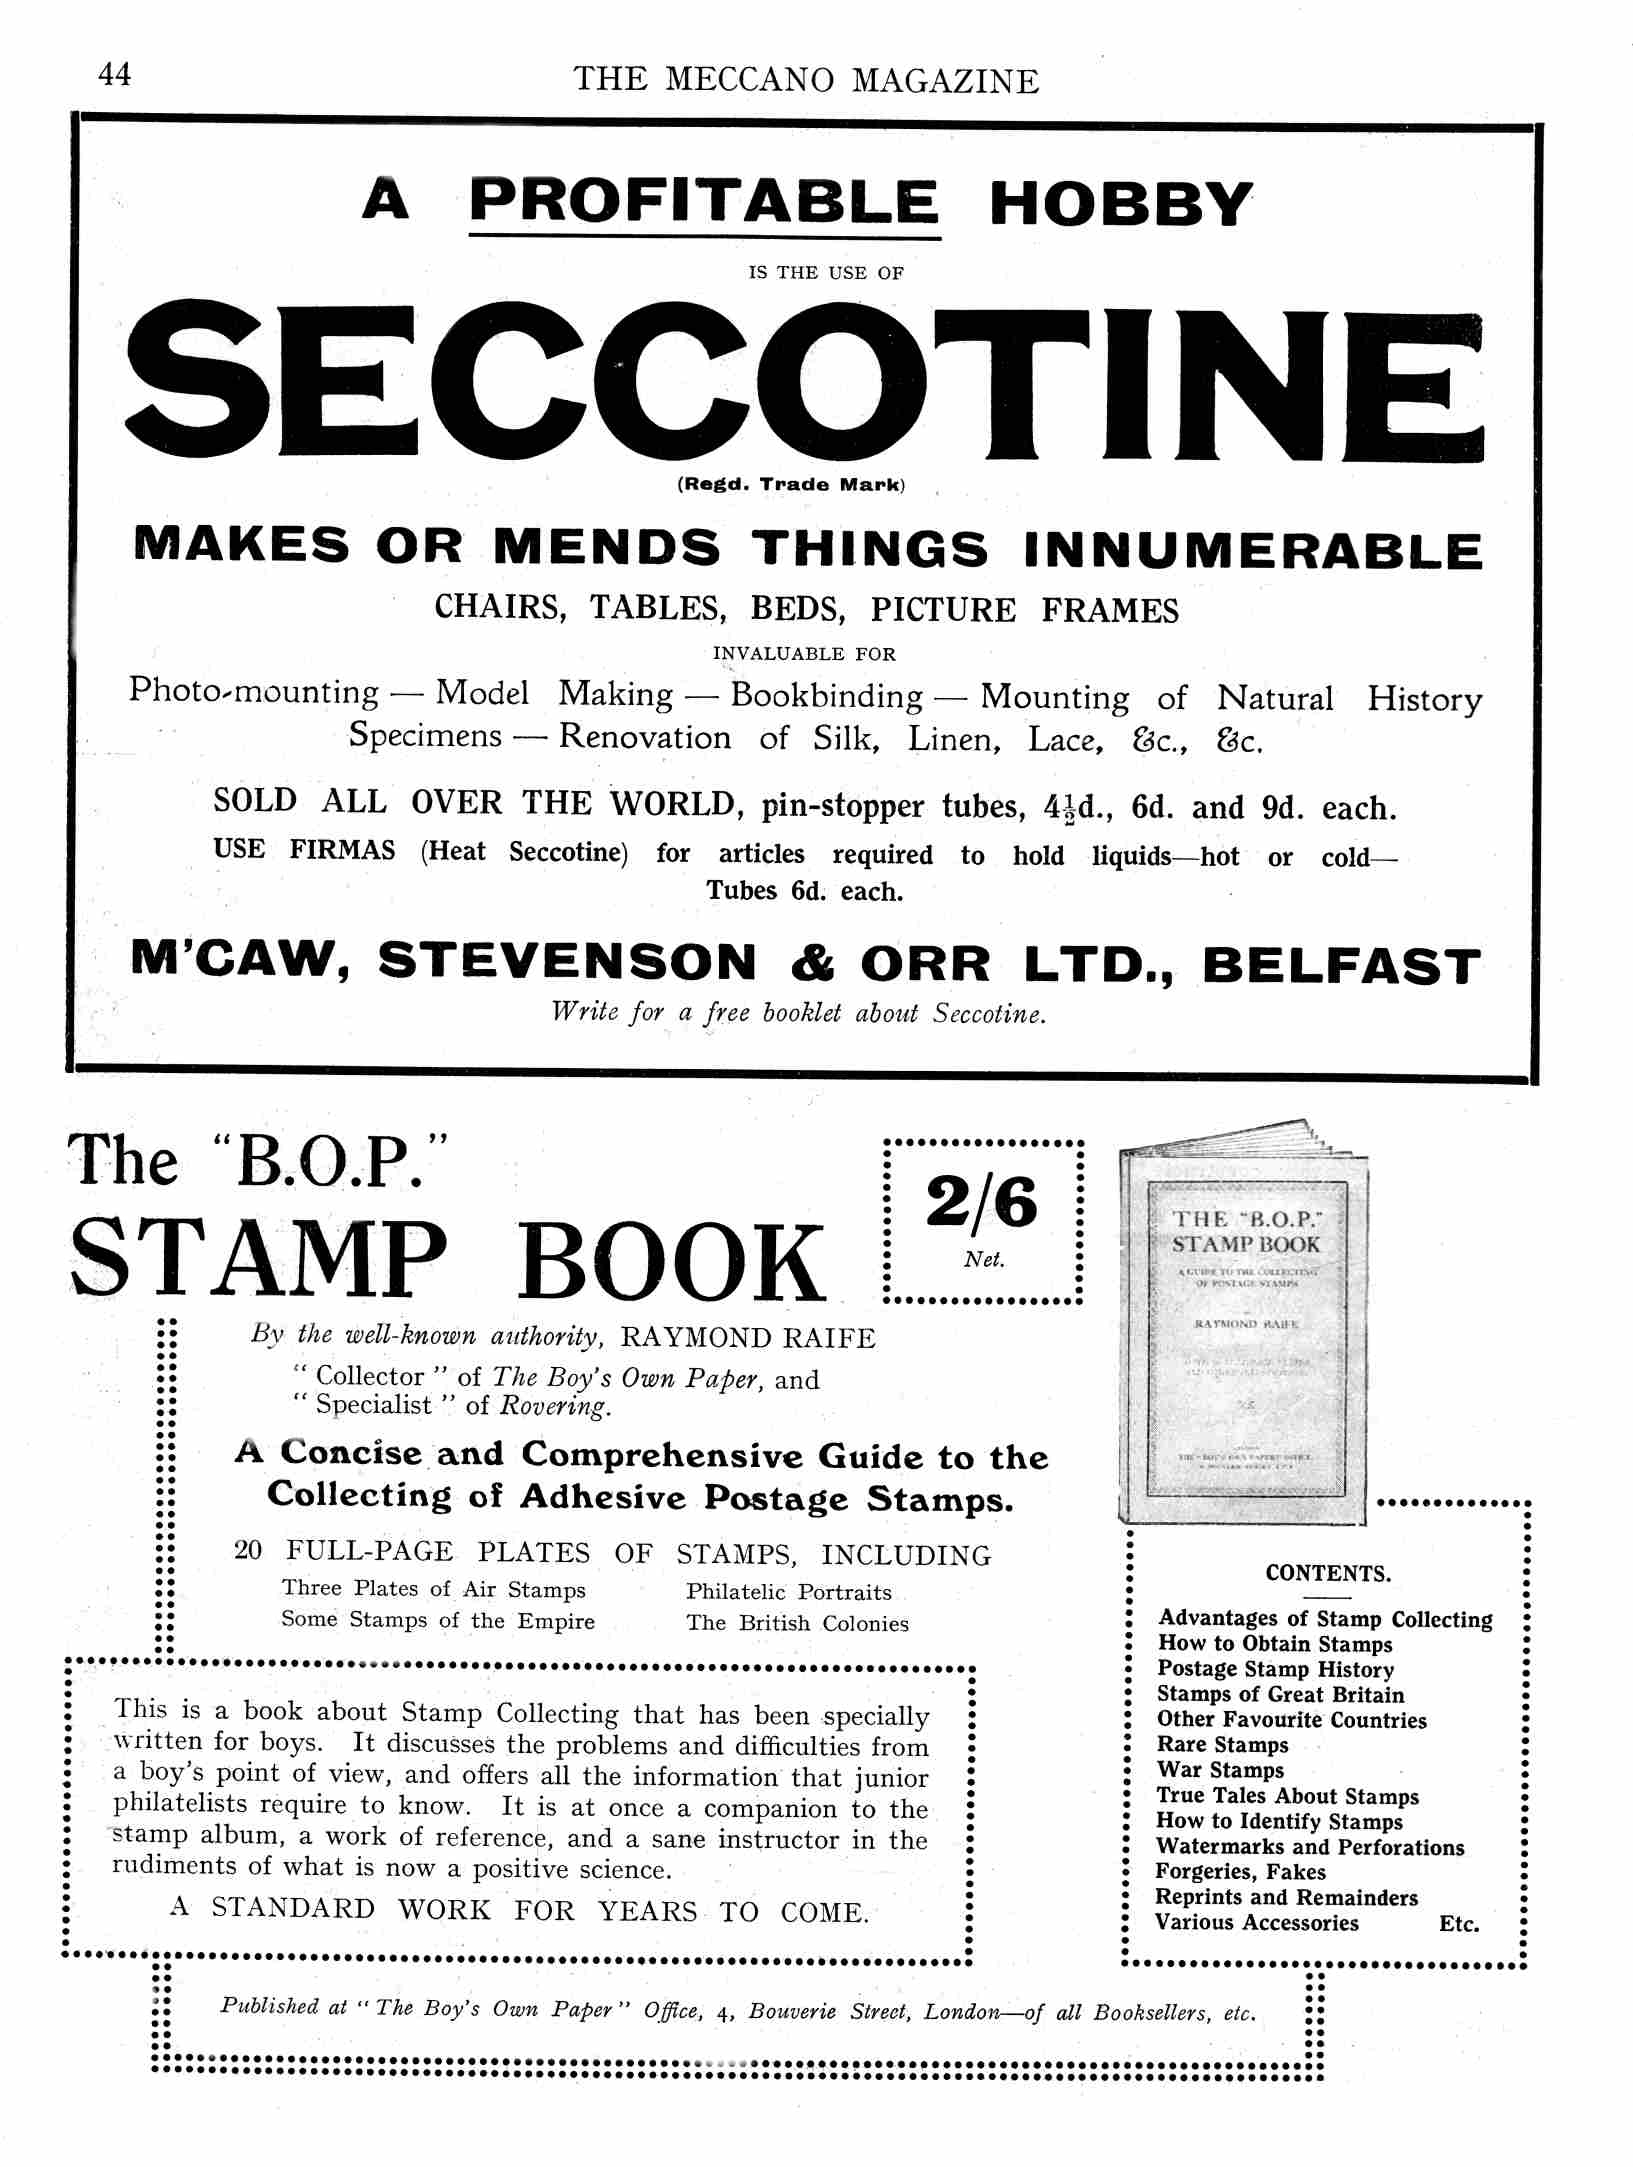 44
THE MECCANO MAGAZINE
A PROFITABLE HOBBY
IS THE USE OF
SECCOTINE
(Regd. Trade Mark)
MAKES OR MENDS THINGS INNUMERABLE
CHAIRS, TABLES, BEDS, PICTURE FRAMES
INVALUABLE FOR
Photo-mounting — Model Making — Bookbinding — Mounting of Natural History
Specimens — Renovation of Silk, Linen, Lace, &c., &c.
SOLD ALL OVER THE WORLD, pin-stopper tubes, 4½d., 6d. and 9d. each.
USE FIRMAS (Heat Seccotine) for articles required to hold liquids—hot or cold—
Tubes 6d. each.
M'CAW, STEVENSON & ORR LTD., BELFAST
Write for a free booklet about Seccotine.
The "B.O.P."
STAMP BOOK
2/6
Net.
By the well-known authority, RAYMOND RAIFE
"Collector" of The Boy's Own Paper, and
"Specialist" of Rovering.
A Concise and Comprehensive Guide to the
Collecting of Adhesive Postage Stamps.
20 FULL-PAGE PLATES OF STAMPS, INCLUDING
Three Plates of Air Stamps Philatelic Portraits
Some Stamps of the Empire The British Colonies
This is a book about Stamp Collecting that has been specially
written for boys. It discusses the problems and difficulties from
a boy's point of view, and offers all the information that junior
philatelists require to know. It is at once a companion to the
stamp album, a work of reference, and a sane instructor in the
rudiments of what is now a positive science.
A STANDARD WORK FOR YEARS TO COME.
THE "B.O.P."
STAMP BOOK
A GUIDE TO THE COLLECTING
OF POSTAGE STAMPS
RAYMOND RAIFE
CONTENTS.
Advantages of Stamp Collecting
How to Obtain Stamps
Postage Stamp History
Stamps of Great Britain
Other Favourite Countries
Rare Stamps
War Stamps
True Tales About Stamps
How to Identify Stamps
Watermarks and Perforations
Forgeries, Fakes
Reprints and Remainders
Various Accessories Etc.
Published at "The Boy's Own Paper" Office, 4, Bouverie Street, London—of all Booksellers, etc.